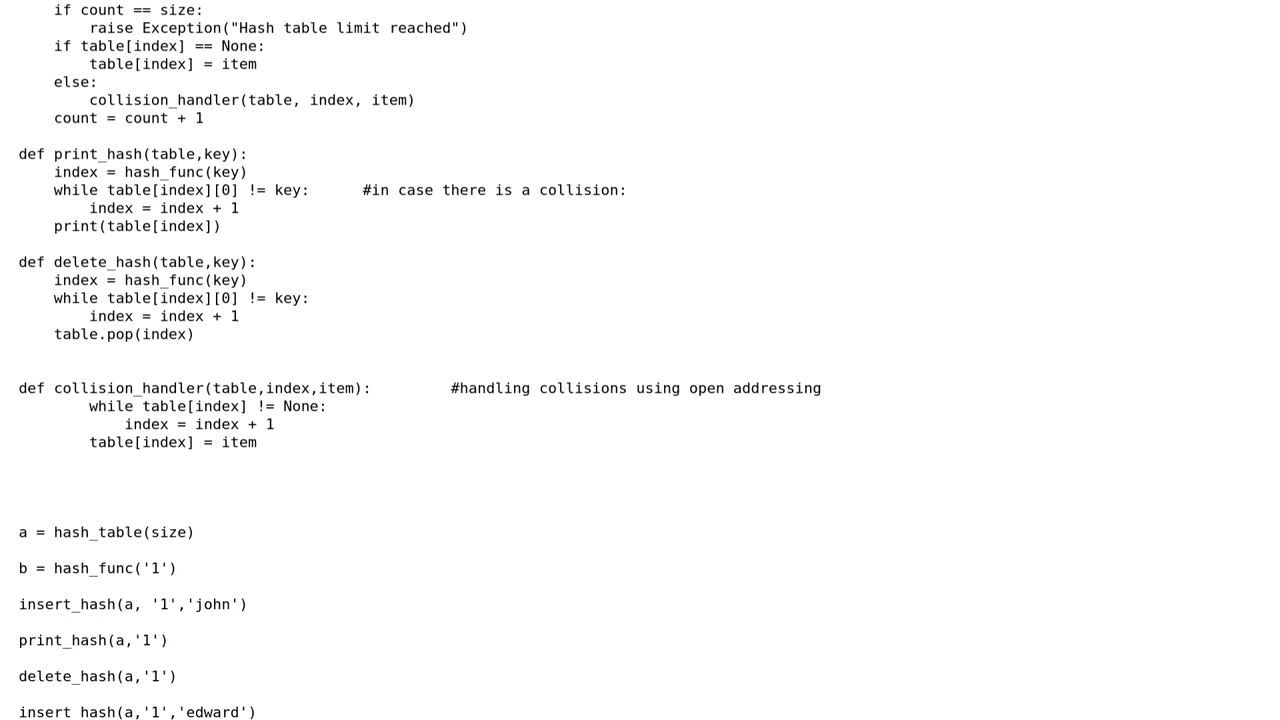 if count == size:
raise Exception("Hash table limit reached")
if table[index] == None:
table[index] = item
else:
collision_handler(table, index, item)
count = count + 1
def print_hash(table,key):
index = hash_func(key)
while table[index][0] != key: #in case there is a collision:
index = index + 1
print(table[index])
def delete_hash(table,key):
index = hash_func(key)
while table[index][0] != key:
index = index + 1
table.pop(index)
def collision_handler(table,index,item): #handling collisions using open addressing
while table[index] != None:
index = index + 1
table[index] = item
a = hash_table(size)
b = hash_func('1')
insert_hash(a, '1','john')
print_hash(a,'1')
delete_hash(a,'1')
insert hash(a,'1','edward')